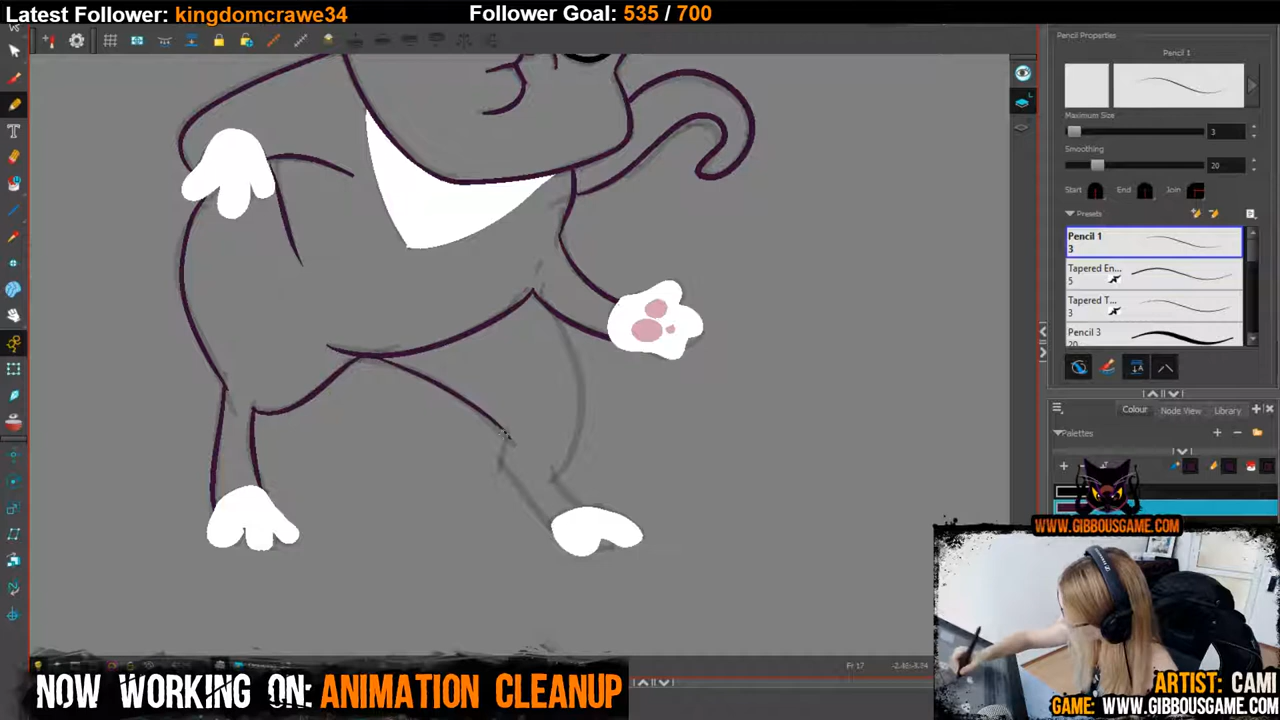 Latest Follower: kingdomcrawe34
Follower Goal: 535 / 700
Pencil Properties
Pencil 1
Maximum Size
3
Smoothing
20
Start End Join
Presets
Pencil 1
3
Tapered En...
5
Tapered T...
3
Pencil 3
20
Colour Node View Library
Palettes
Fr 17
WWW.GIBBOUSGAME.COM
NOW WORKING ON: ANIMATION CLEANUP
ARTIST: CAMI
GAME: WWW.GIBBOUSGAME.COM